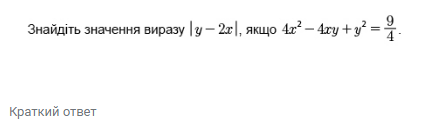 Знайдіть значення виразу |y − 2x|, якщо 4x² − 4xy + y² = 9/4.
Краткий ответ